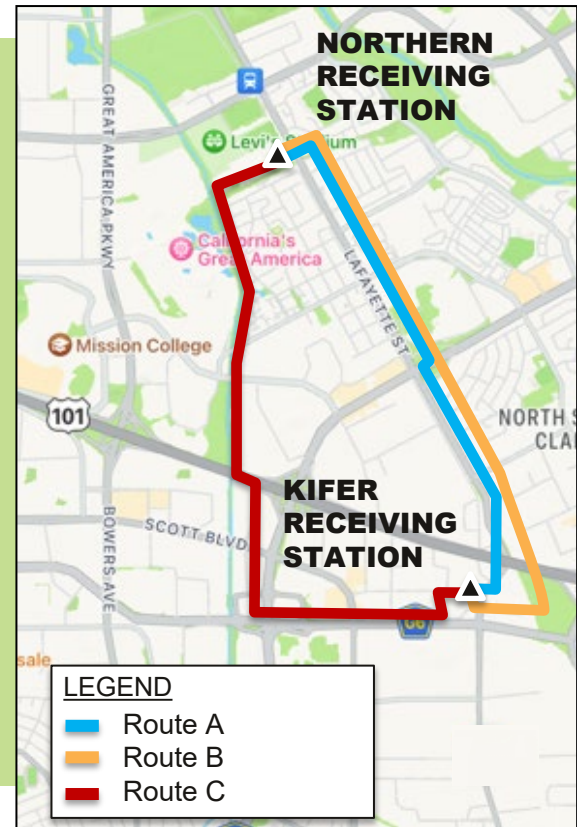 NORTHERN
RECEIVING
STATION
GREAT AMERICA PKWY
Levi's Stadium
California's
Great America
LAFAYETTE ST
Mission College
101
NORTH S
CLA
KIFER
RECEIVING
STATION
BOWERS AVE
SCOTT BLVD
G6
sale
LEGEND
Route A
Route B
Route C